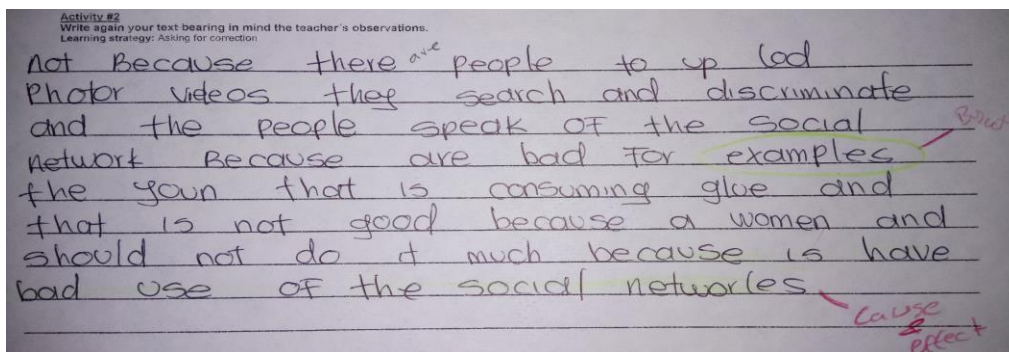 Activity #2
Write again your text bearing in mind the teacher's observations.
Learning strategy: Asking for correction
not Because there are people to up lod
Photor videos they search and discriminate
and the people speak OF the social
network Because are bad For examples
the youn that is consuming glue and
that is not good because a women and
should not do it much because is have
bad use OF the social networks
Cause
&
effect